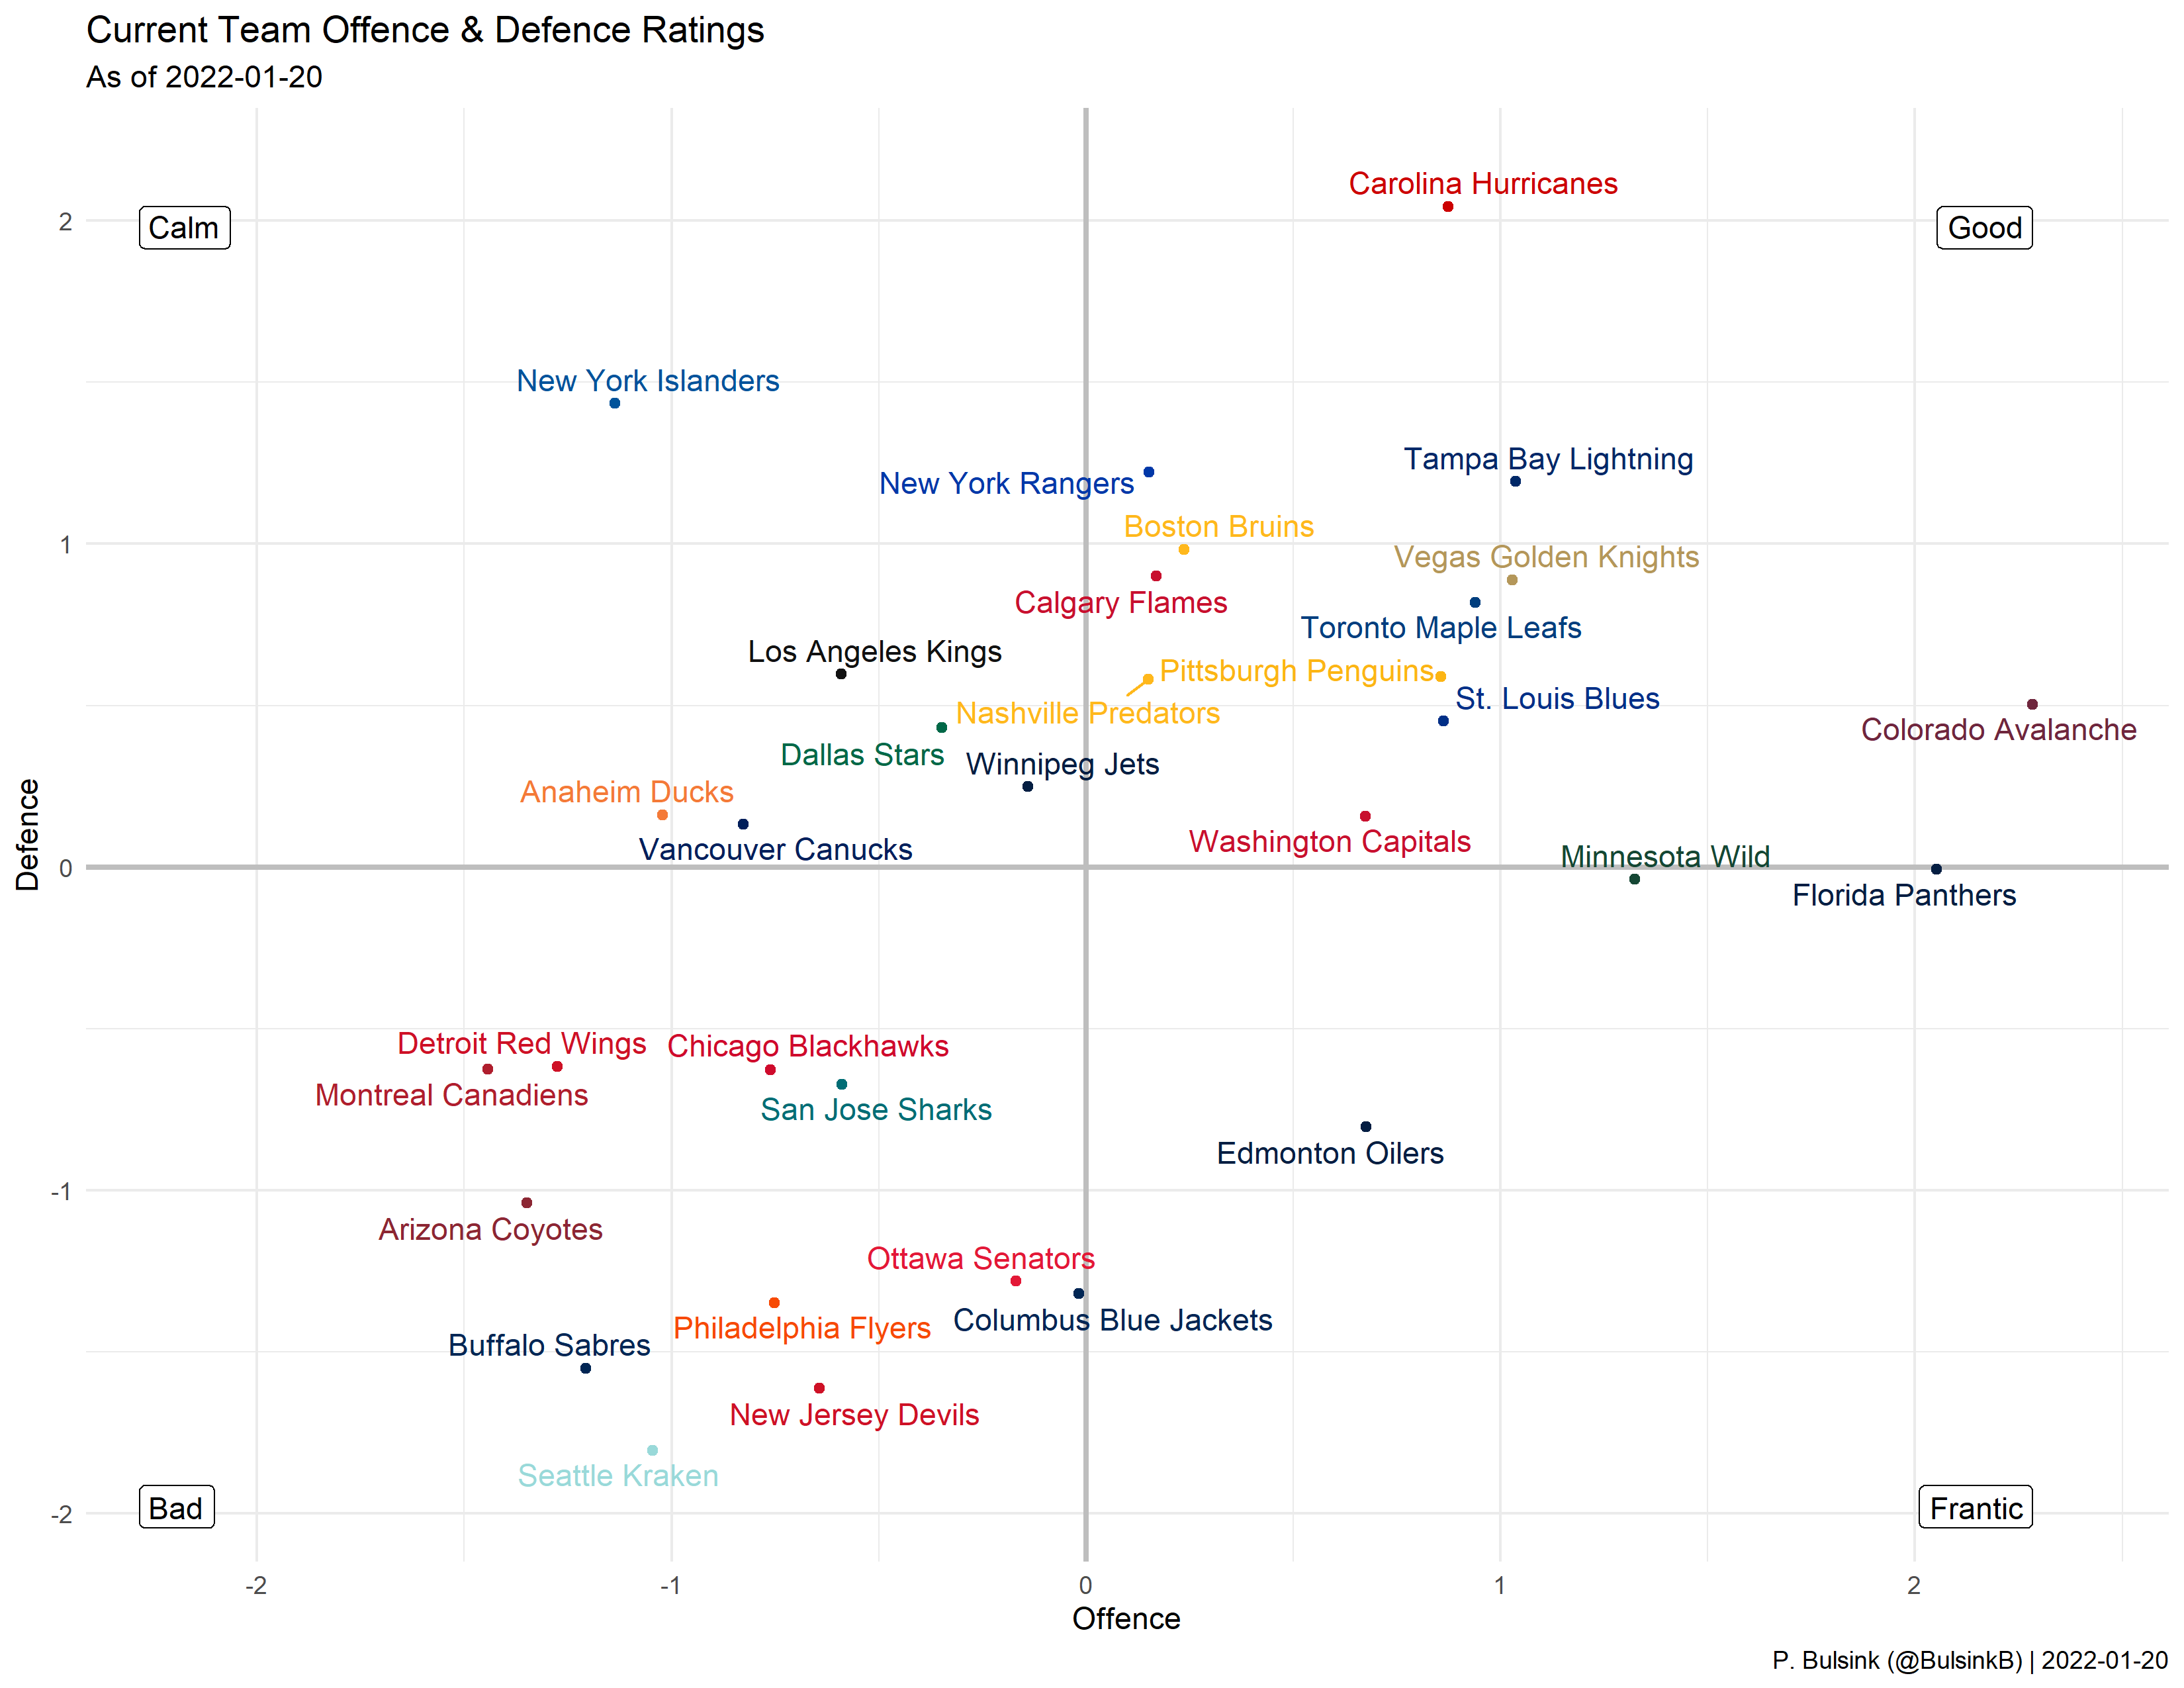 Current Team Offence & Defence Ratings
As of 2022-01-20
Carolina Hurricanes
2
Calm
Good
New York Islanders
Tampa Bay Lightning
New York Rangers
Boston Bruins
1
Vegas Golden Knights
Calgary Flames
Toronto Maple Leafs
Los Angeles Kings
Pittsburgh Penguins
St. Louis Blues
Nashville Predators
Colorado Avalanche
Dallas Stars
Winnipeg Jets
Anaheim Ducks
Defence
Washington Capitals
Vancouver Canucks
Minnesota Wild
0
Florida Panthers
Detroit Red Wings
Chicago Blackhawks
Montreal Canadiens
San Jose Sharks
Edmonton Oilers
-1
Arizona Coyotes
Ottawa Senators
Columbus Blue Jackets
Philadelphia Flyers
Buffalo Sabres
New Jersey Devils
Seattle Kraken
Bad
Frantic
-2
-2
-1
0
1
2
Offence
P. Bulsink (@BulsinkB) | 2022-01-20